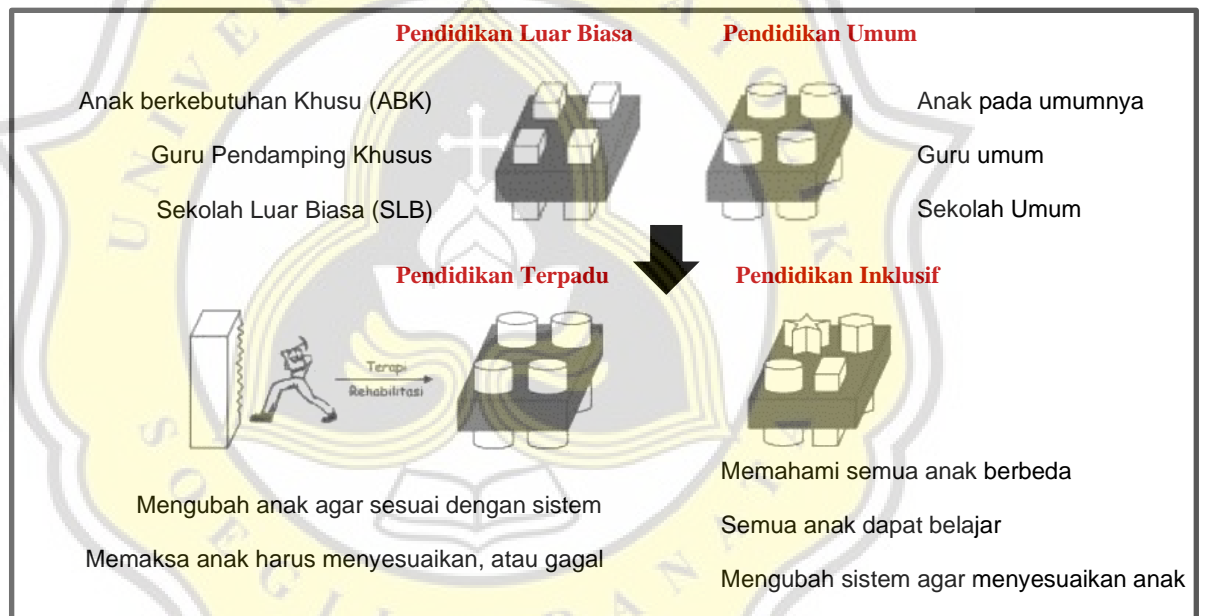 Pendidikan Luar Biasa
Pendidikan Umum
Anak berkebutuhan Khusu (ABK)
Anak pada umumnya
Guru Pendamping Khusus
Guru umum
Sekolah Luar Biasa (SLB)
Sekolah Umum
Pendidikan Terpadu
Pendidikan Inklusif
Terapi
Rehabilitasi
Mengubah anak agar sesuai dengan sistem
Memaksa anak harus menyesuaikan, atau gagal
Memahami semua anak berbeda
Semua anak dapat belajar
Mengubah sistem agar menyesuaikan anak